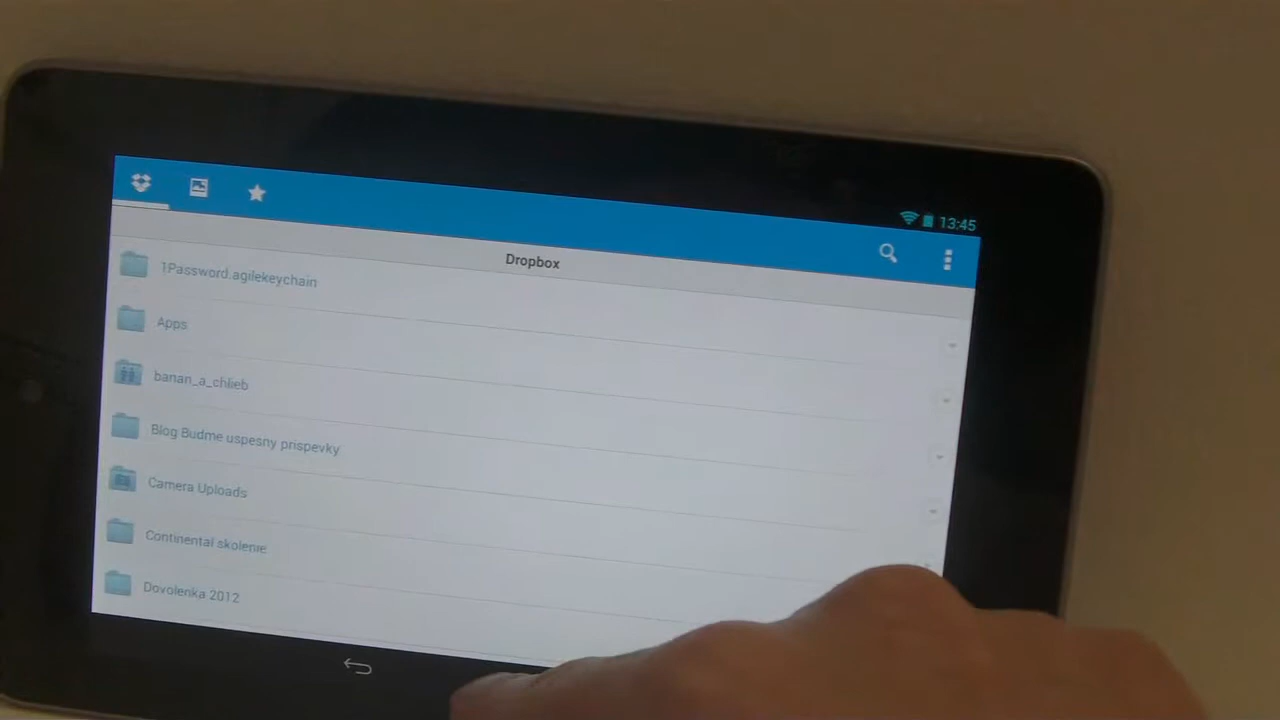 13:45
Dropbox
1Password.agilekeychain
Apps
banan_a_chlieb
Blog Budme uspesny prispevky
Camera Uploads
Continental skolenie
Dovolenka 2012